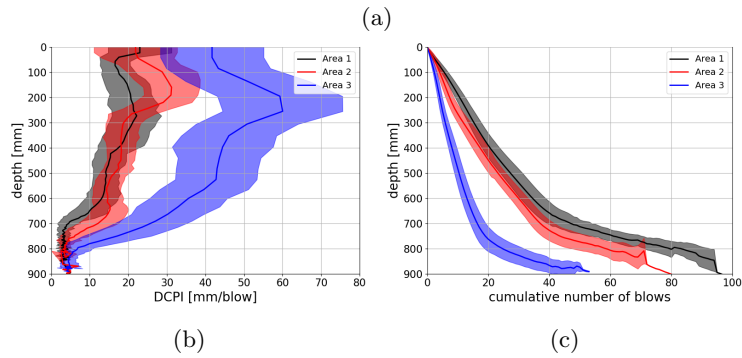 (a)
0
100
200
300
400
500
600
700
800
900
depth [mm]
0 10 20 30 40 50 60 70 80
DCPI [mm/blow]
Area 1
Area 2
Area 3
(b)
0
100
200
300
400
500
600
700
800
900
depth [mm]
0 20 40 60 80 100
cumulative number of blows
Area 1
Area 2
Area 3
(c)